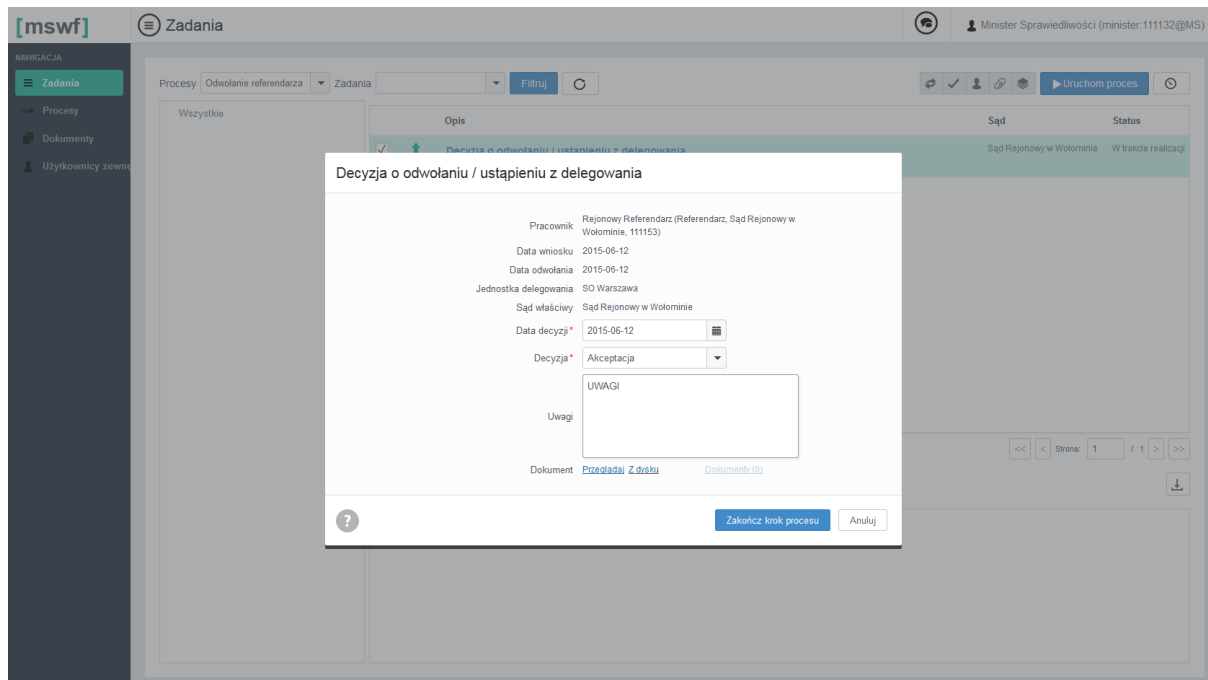 [mswf]
Zadania
Minister Sprawiedliwości (minister:111132@MS)
NAWIGACJA
Zadania
Procesy
Dokumenty
Użytkownicy zewnę
Procesy Odwołanie referendarza Zadania Filtruj Uruchom proces
Wszystkie
Opis Sąd Status
Decyzja o odwołaniu / ustąpieniu z delegowania Sąd Rejonowy w Wołominie W trakcie realizacji
Decyzja o odwołaniu / ustąpieniu z delegowania
Pracownik Rejonowy Referendarz (Referendarz, Sąd Rejonowy w
Wołominie, 111153)
Data wniosku 2015-06-12
Data odwołania 2015-06-12
Jednostka delegowania SO Warszawa
Sąd właściwy Sąd Rejonowy w Wołominie
Data decyzji* 2015-06-12
Decyzja* Akceptacja
UWAGI
Uwagi
Dokument Przeglądaj Z dysku Dokumenty (0)
<< < Strona: 1 / 1 > >>
? Zakończ krok procesu Anuluj